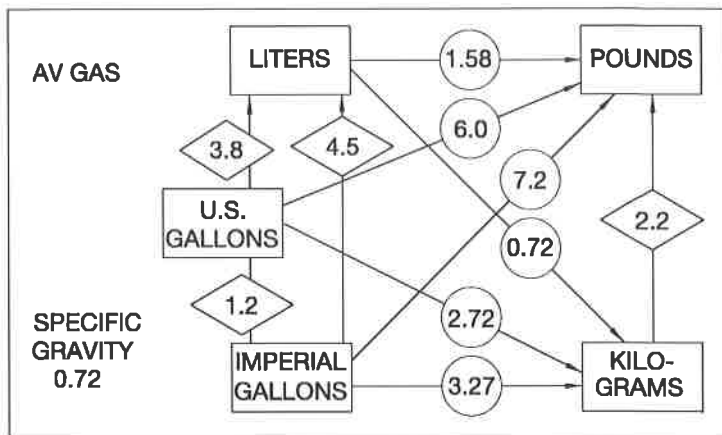 LITERS
1.58
POUNDS
AV GAS
6.0
3.8
4.5
7.2
U.S.
GALLONS
2.2
0.72
1.2
2.72
SPECIFIC
GRAVITY
0.72
IMPERIAL
GALLONS
3.27
KILO-
GRAMS